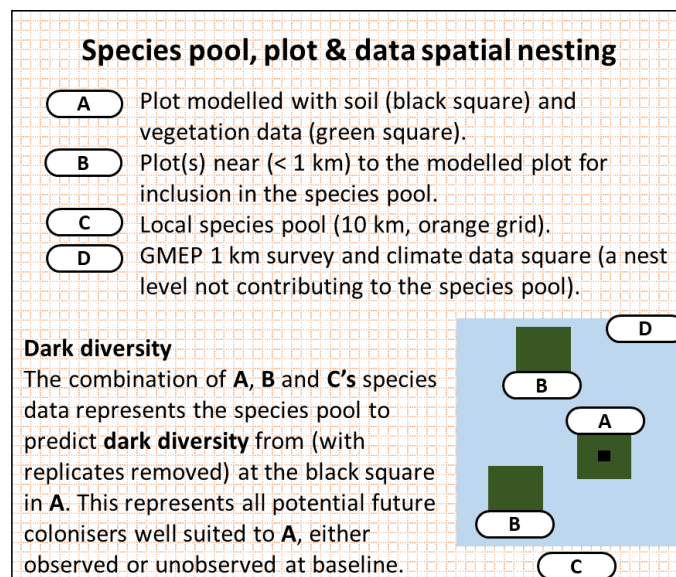 Species pool, plot & data spatial nesting
A Plot modelled with soil (black square) and
vegetation data (green square).
B Plot(s) near (< 1 km) to the modelled plot for
inclusion in the species pool.
C Local species pool (10 km, orange grid).
D GMEP 1 km survey and climate data square (a nest
level not contributing to the species pool).
D
Dark diversity
The combination of A, B and C's species
data represents the species pool to
predict dark diversity from (with
replicates removed) at the black square
in A. This represents all potential future
colonisers well suited to A, either
observed or unobserved at baseline.
B
A
B
C